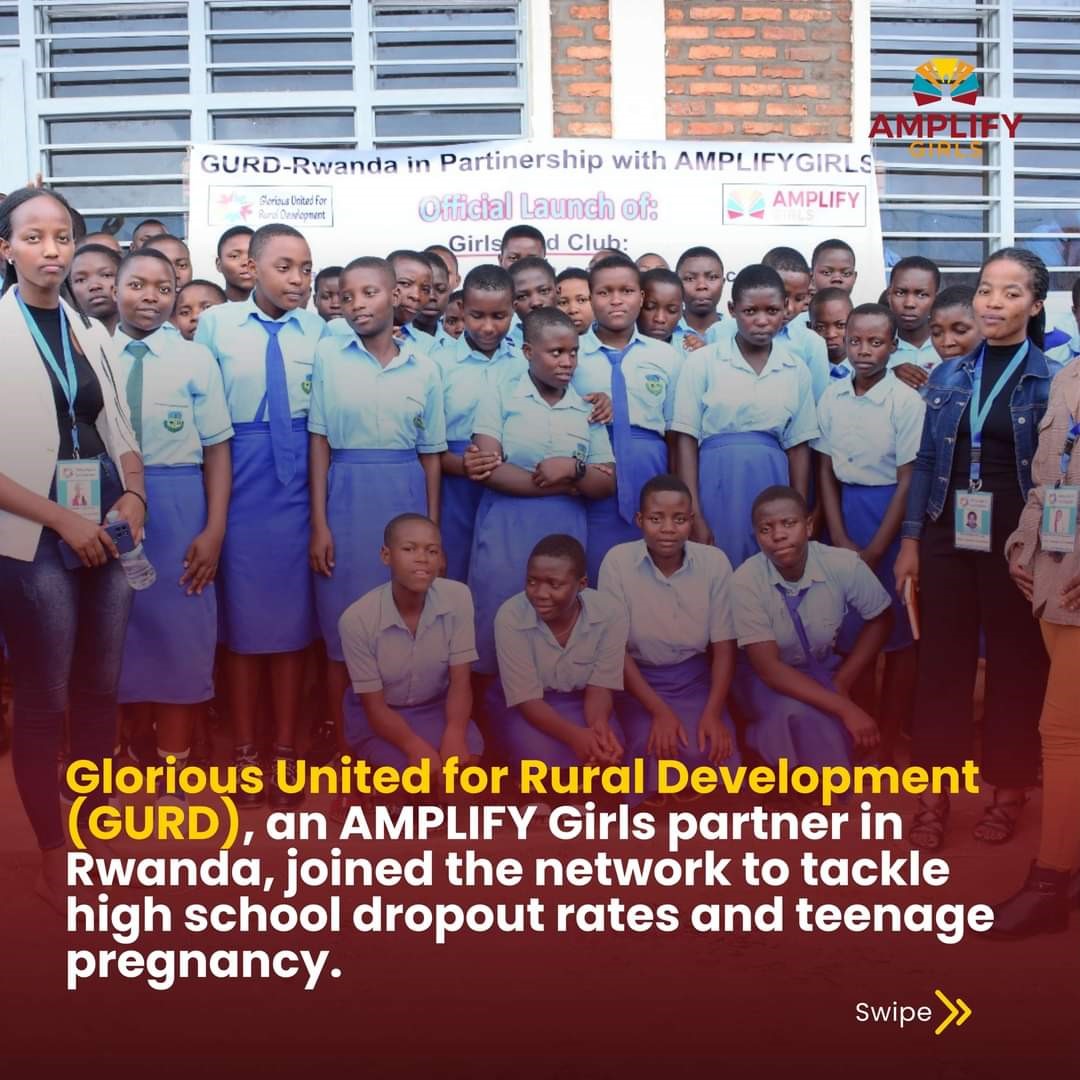 AMPLIFY
GIRLS
GURD-Rwanda in Partinership with AMPLIFYGIRLS
Glorious United For
Rural Development
Official Launch of:
AMPLIFY
GIRLS
Girls Club:
Glorious United for Rural Development
(GURD), an AMPLIFY Girls partner in
Rwanda, joined the network to tackle
high school dropout rates and teenage
pregnancy.
Swipe